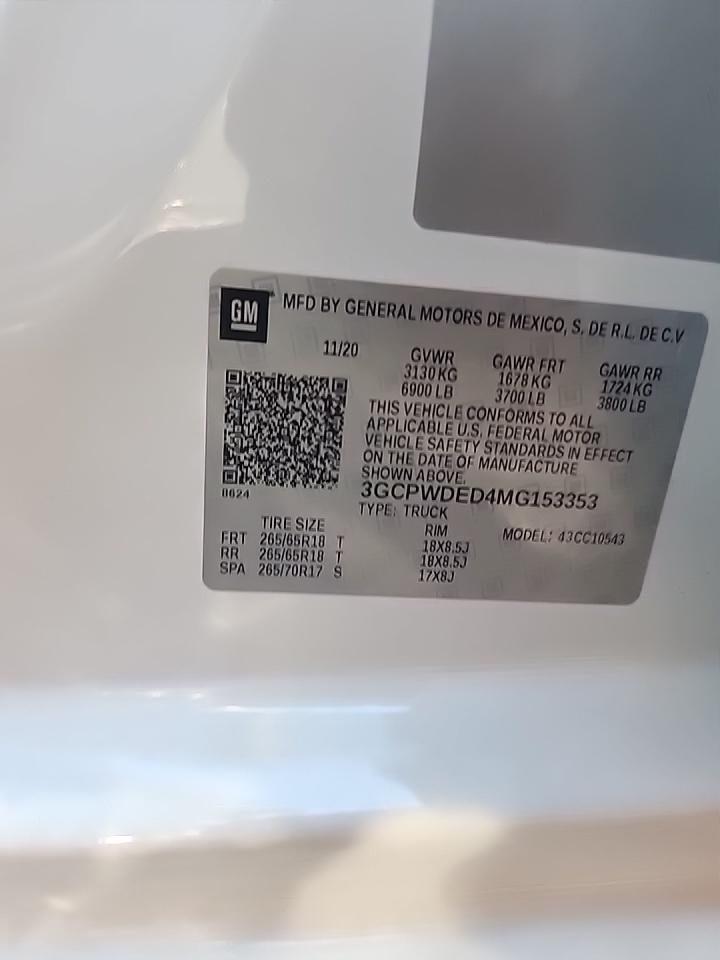 GM
MFD BY GENERAL MOTORS DE MEXICO, S. DE R.L. DE C.V
11/20 GVWR GAWR FRT GAWR RR
3130 KG 1678 KG 1724 KG
6900 LB 3700 LB 3800 LB
THIS VEHICLE CONFORMS TO ALL
APPLICABLE U.S. FEDERAL MOTOR
VEHICLE SAFETY STANDARDS IN EFFECT
ON THE DATE OF MANUFACTURE
SHOWN ABOVE.
8624
3GCPWDED4MG153353
TYPE: TRUCK MODEL: 43CC10543
TIRE SIZE RIM
FRT 265/65R18 T 18X8.5J
RR 265/65R18 T 18X8.5J
SPA 265/70R17 S 17X8J